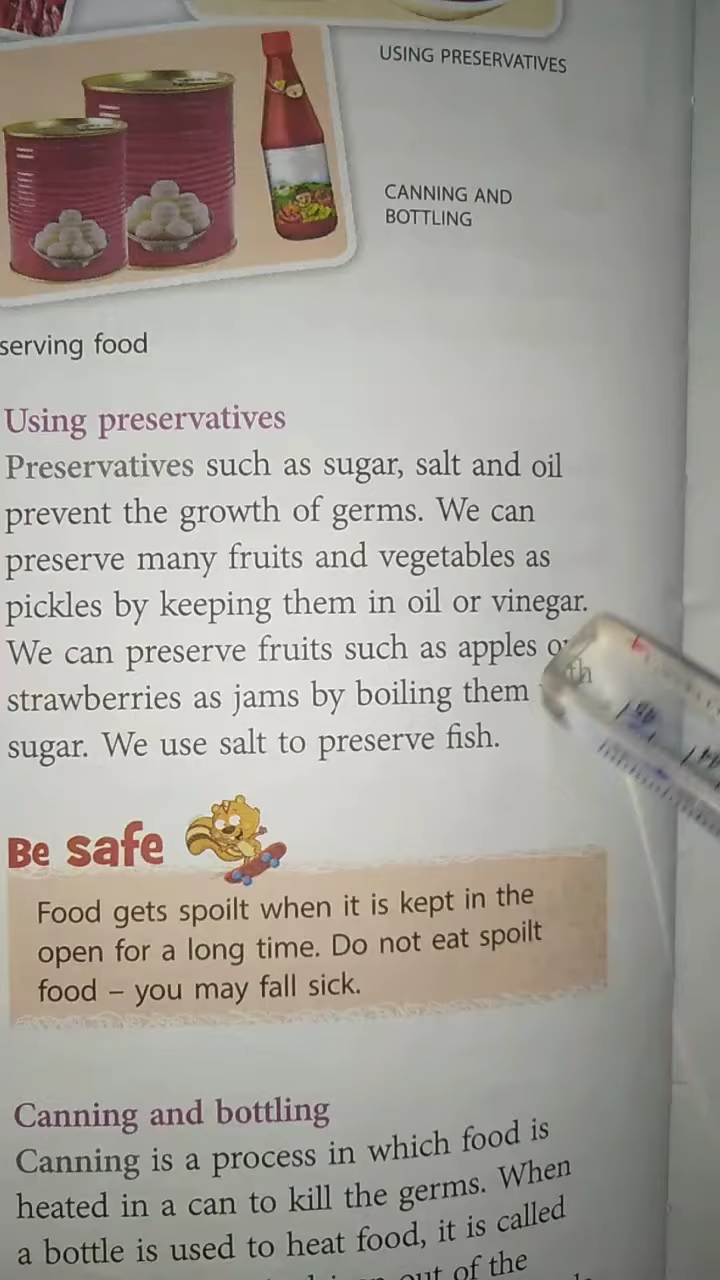 USING PRESERVATIVES
CANNING AND
BOTTLING
serving food
Using preservatives
Preservatives such as sugar, salt and oil
prevent the growth of germs. We can
preserve many fruits and vegetables as
pickles by keeping them in oil or vinegar.
We can preserve fruits such as apples
strawberries as jams by boiling them
sugar. We use salt to preserve fish.
Be safe
Food gets spoilt when it is kept in the
open for a long time. Do not eat spoilt
food – you may fall sick.
Canning and bottling
Canning is a process in which food is
heated in a can to kill the germs. When
a bottle is used to heat food, it is called
out of the